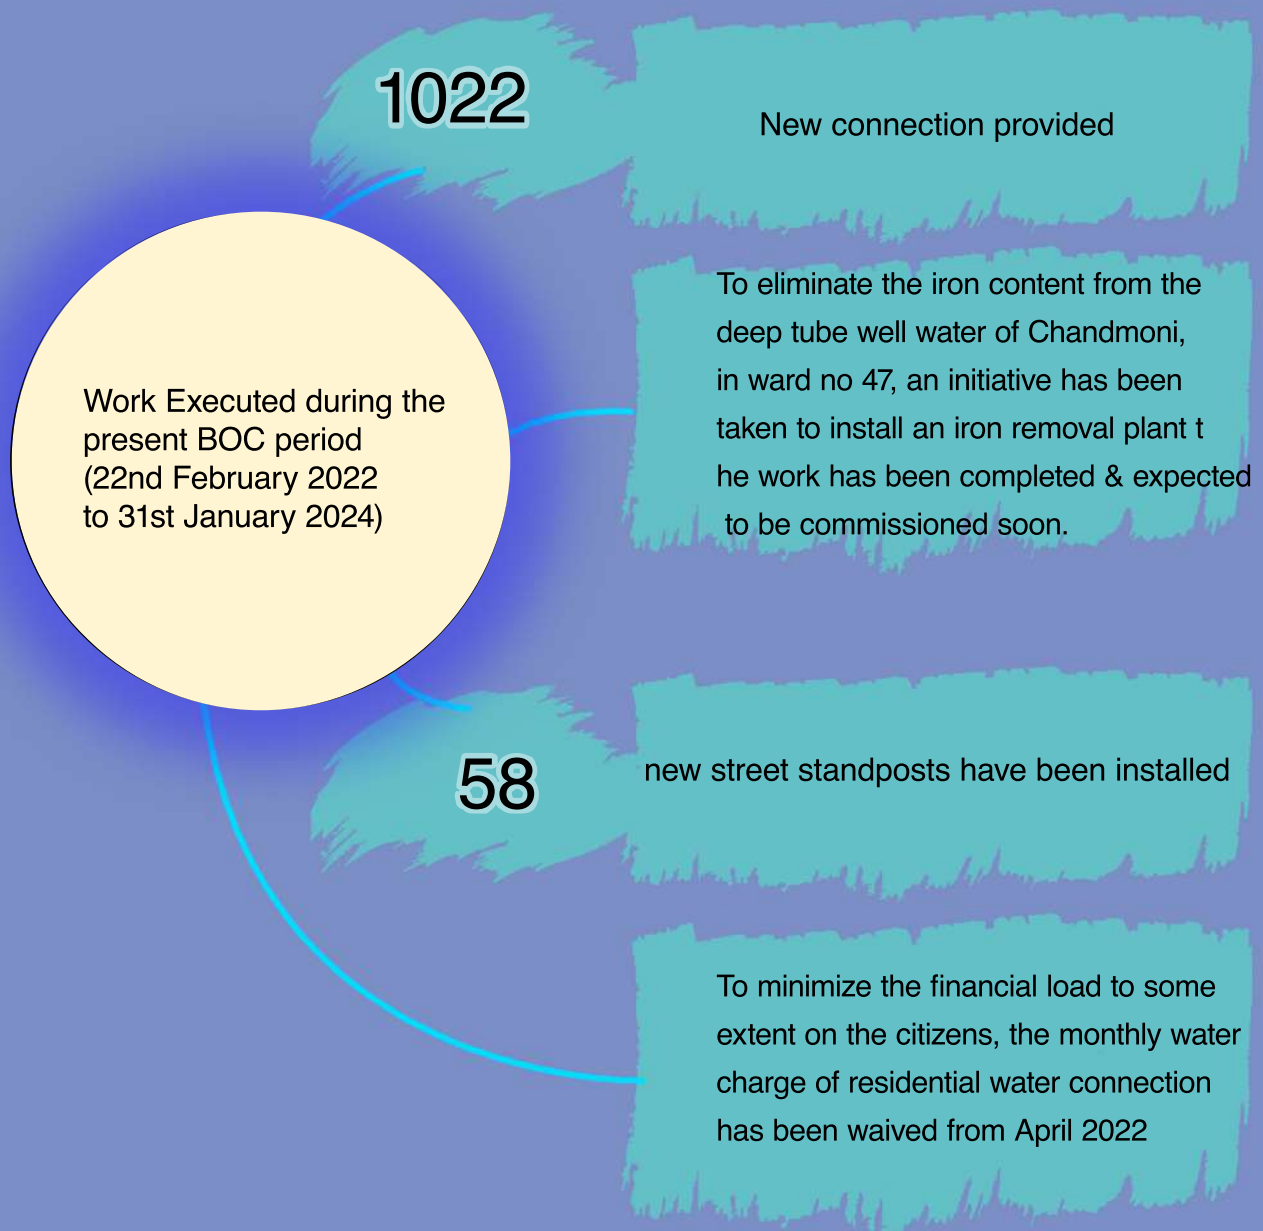 1022
New connection provided
Work Executed during the
present BOC period
(22nd February 2022
to 31st January 2024)
To eliminate the iron content from the
deep tube well water of Chandmoni,
in ward no 47, an initiative has been
taken to install an iron removal plant t
he work has been completed & expected
to be commissioned soon.
58
new street standposts have been installed
To minimize the financial load to some
extent on the citizens, the monthly water
charge of residential water connection
has been waived from April 2022